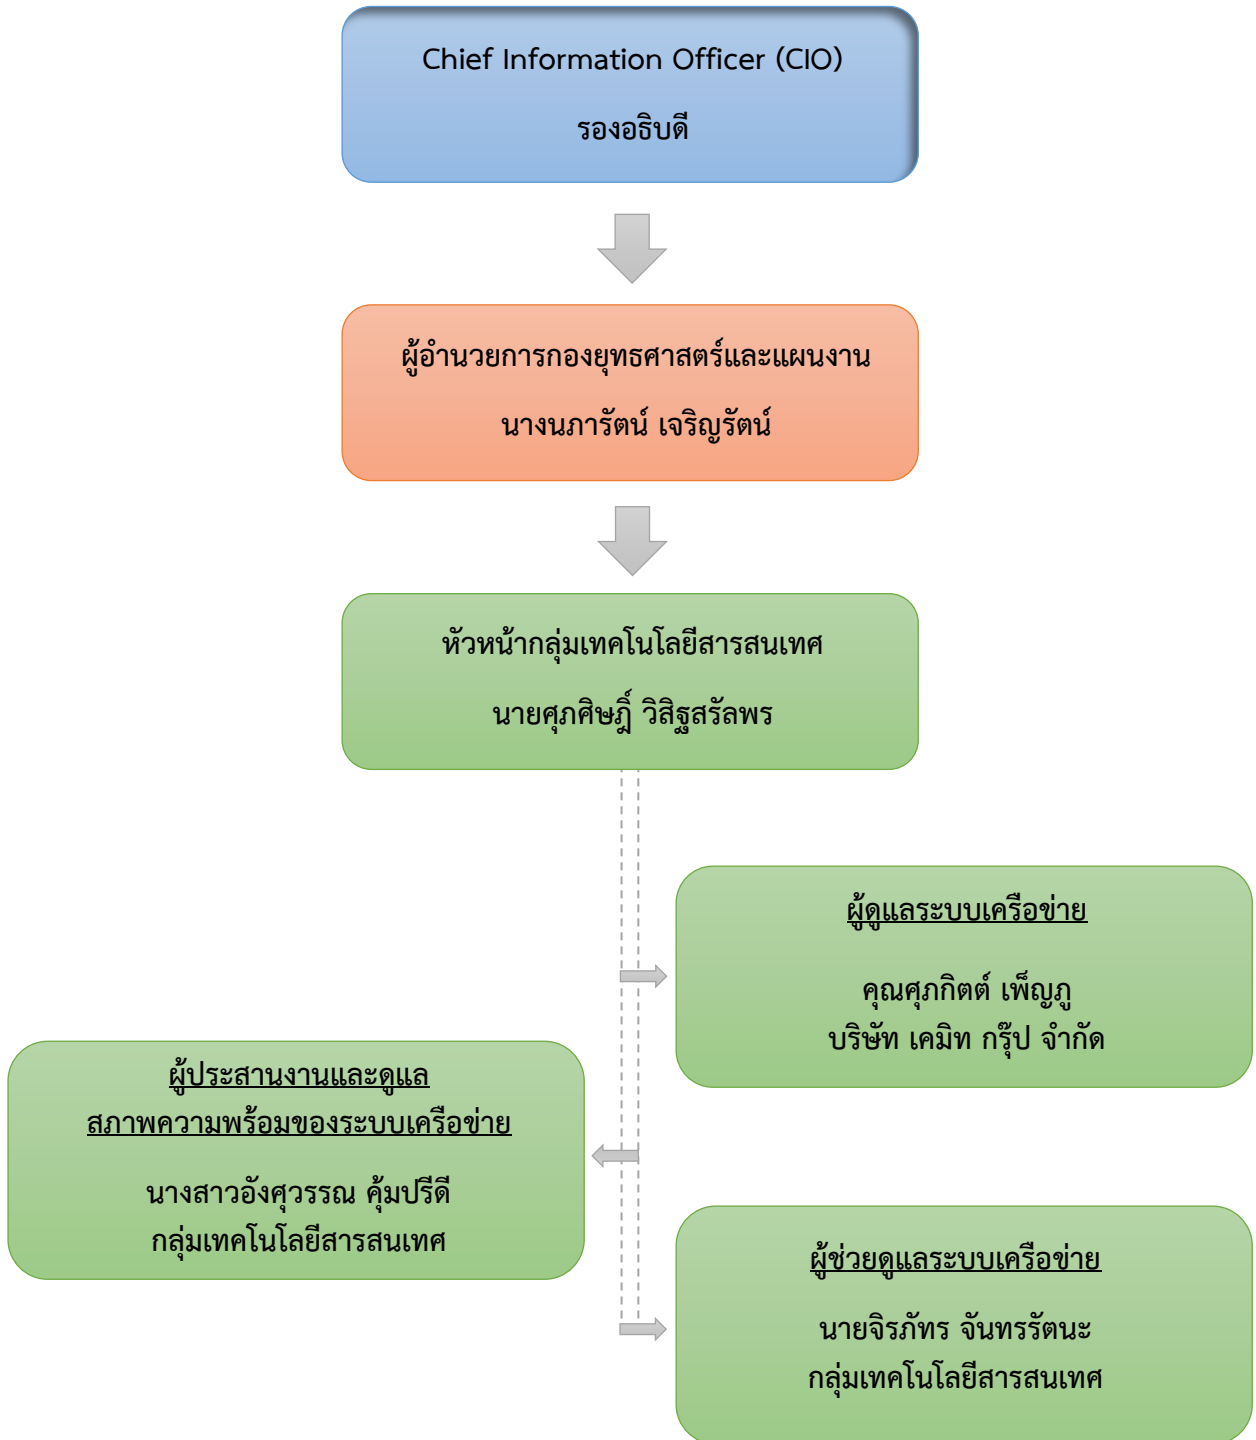 Chief Information Officer (CIO)
รองอธิบดี
ผู้อำนวยการกองยุทธศาสตร์และแผนงาน
นางนภารัตน์ เจริญรัตน์
หัวหน้ากลุ่มเทคโนโลยีสารสนเทศ
นายศุภศิษฎิ์ วิสิฐสรัลพร
ผู้ดูแลระบบเครือข่าย
คุณศุภกิตต์ เพ็ญภู
บริษัท เคมิท กรุ๊ป จำกัด
ผู้ประสานงานและดูแล
สภาพความพร้อมของระบบเครือข่าย
นางสาวอังศุวรรณ คุ้มปรีดี
กลุ่มเทคโนโลยีสารสนเทศ
ผู้ช่วยดูแลระบบเครือข่าย
นายจิรภัทร จันทรรัตนะ
กลุ่มเทคโนโลยีสารสนเทศ